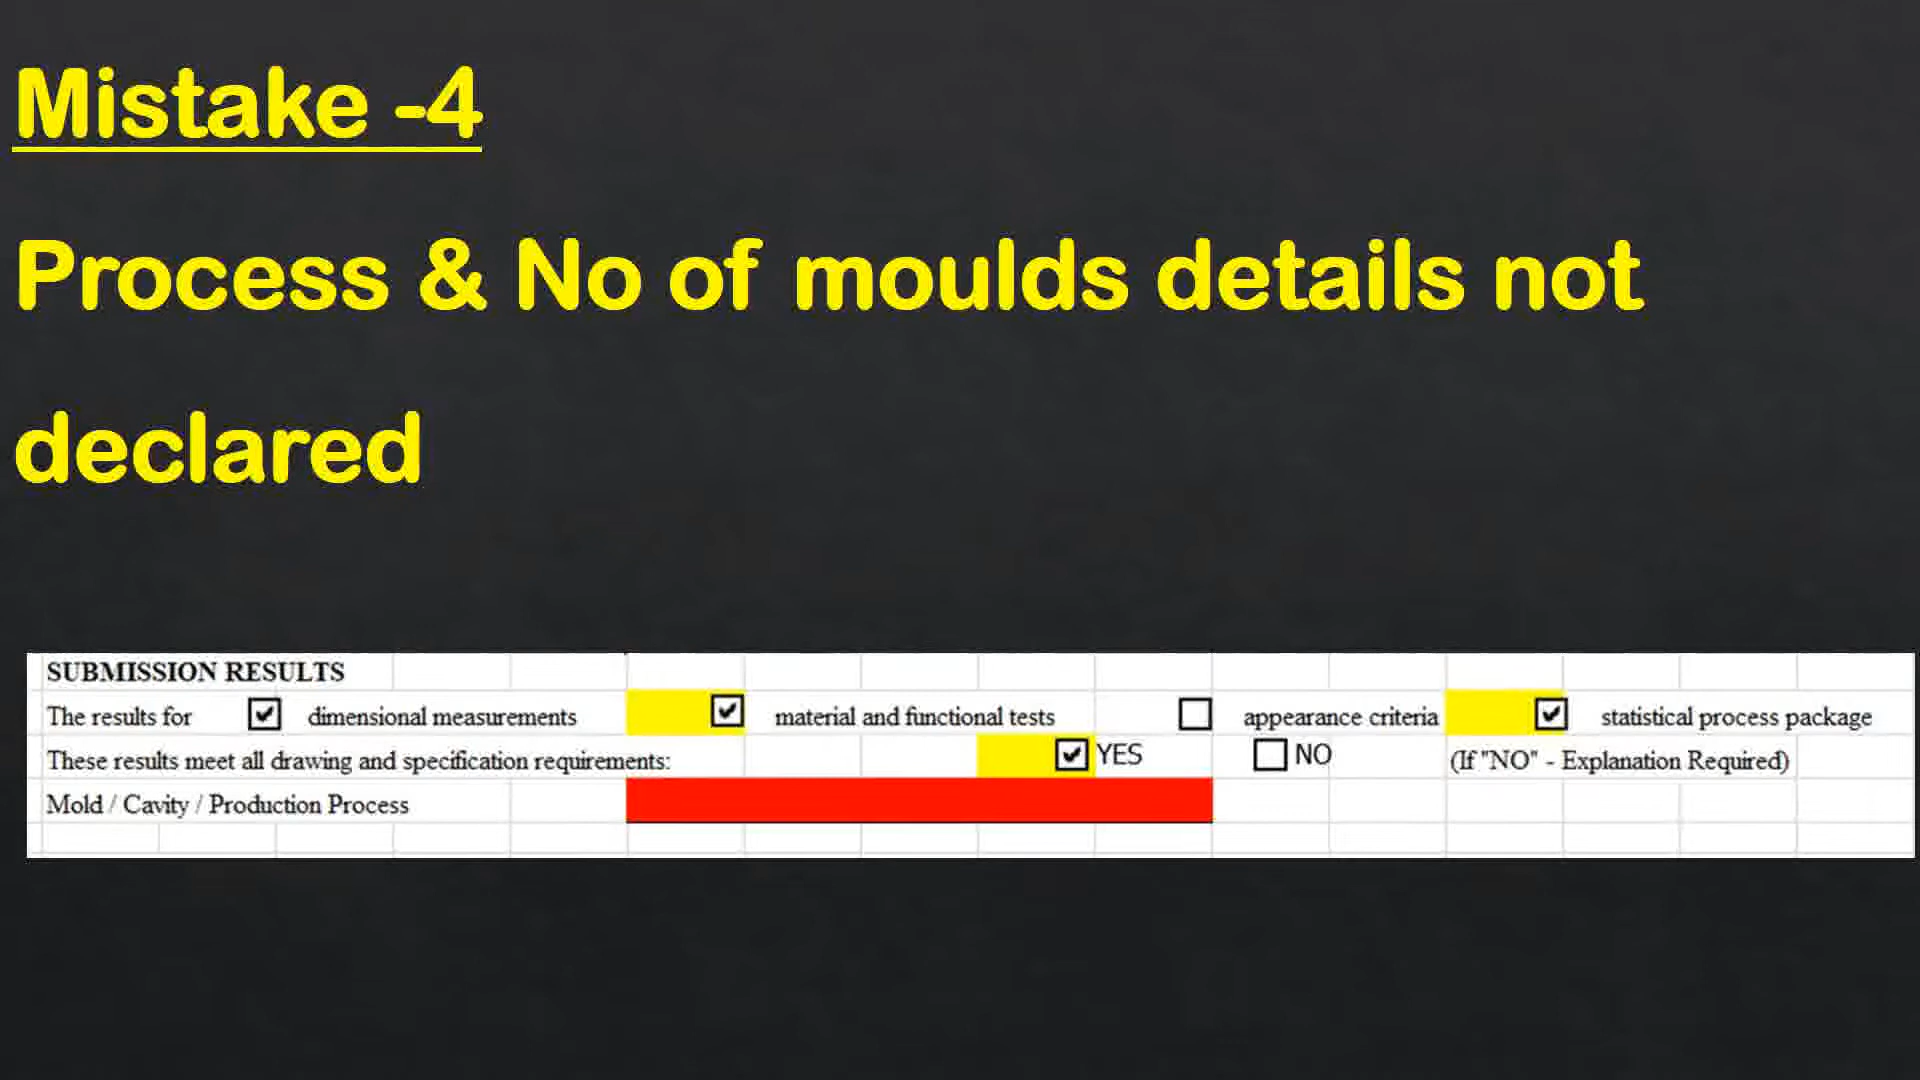 Mistake -4
Process & No of moulds details not
declared
SUBMISSION RESULTS
The results for dimensional measurements material and functional tests appearance criteria statistical process package
These results meet all drawing and specification requirements: YES NO (If "NO" - Explanation Required)
Mold / Cavity / Production Process